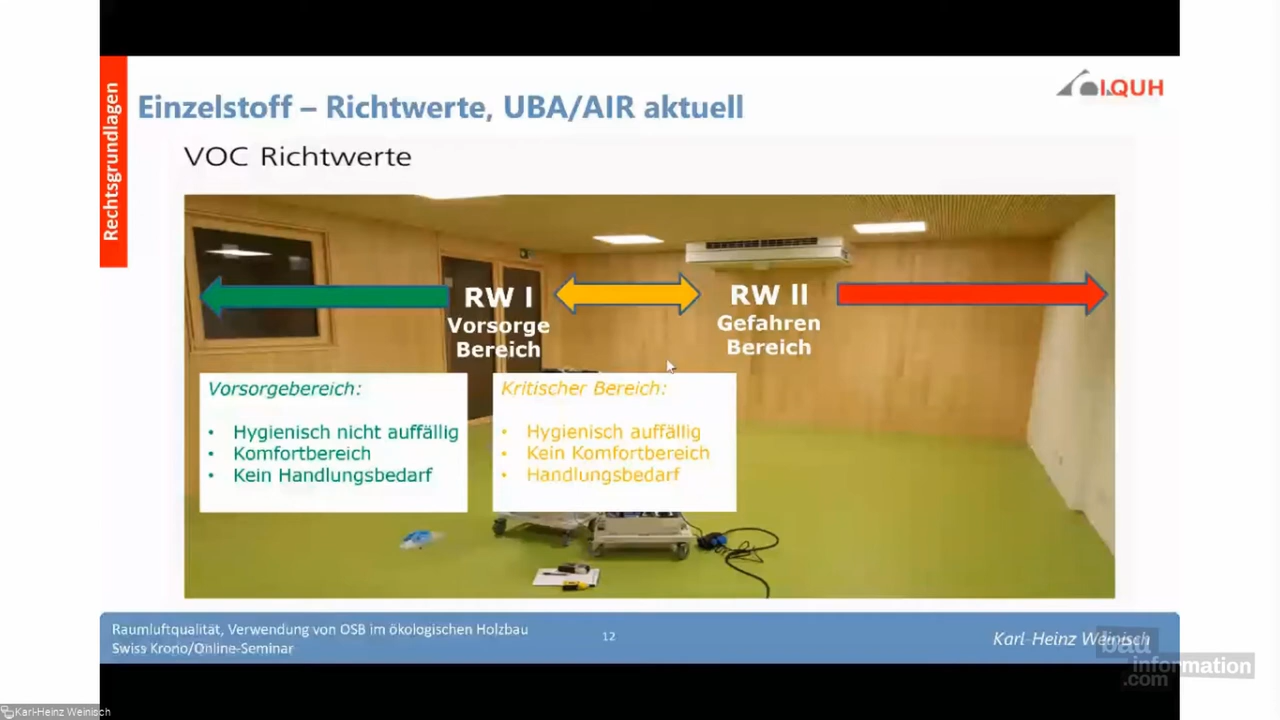 Rechtsgrundlagen
Einzelstoff – Richtwerte, UBA/AIR aktuell
I.QUH
VOC Richtwerte
RW I
Vorsorge
Bereich
RW II
Gefahren
Bereich
Vorsorgebereich:
• Hygienisch nicht auffällig
• Komfortbereich
• Kein Handlungsbedarf
Kritischer Bereich:
• Hygienisch auffällig
• Kein Komfortbereich
• Handlungsbedarf
Raumluftqualität, Verwendung von OSB im ökologischen Holzbau
Swiss Krono/Online-Seminar
12
Karl-Heinz Weinisch
bau
information
.com
Karl-Heinz Weinisch